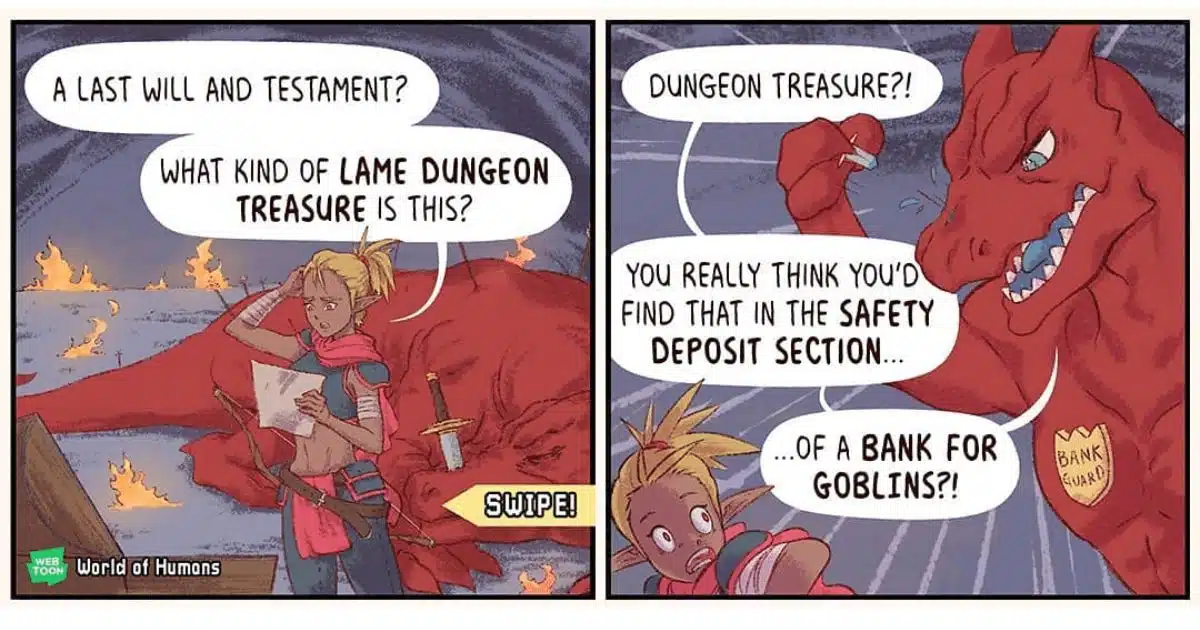 A LAST WILL AND TESTAMENT?
WHAT KIND OF LAME DUNGEON
TREASURE IS THIS?
SWIPE!
WEB
TOON
World of Humans
DUNGEON TREASURE?!
YOU REALLY THINK YOU'D
FIND THAT IN THE SAFETY
DEPOSIT SECTION...
...OF A BANK FOR
GOBLINS?!
BANK
GUARD